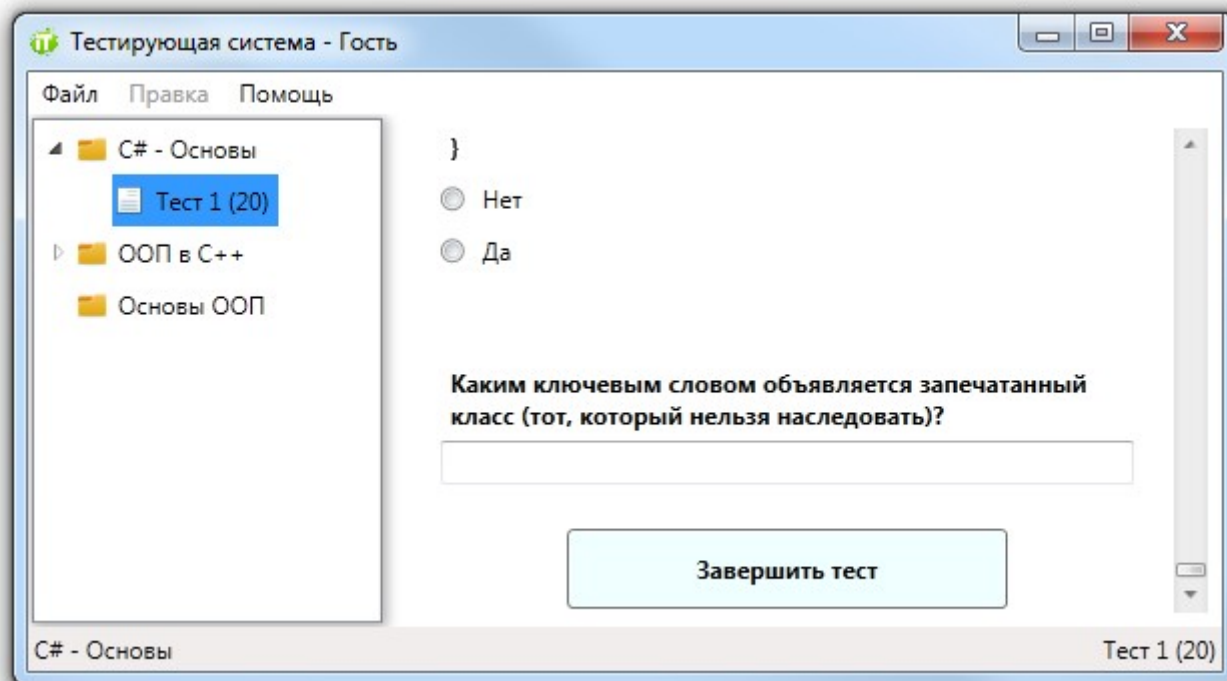 Тестирующая система - Гость
Файл Правка Помощь
C# - Основы
Тест 1 (20)
ООП в C++
Основы ООП
}
Нет
Да
Каким ключевым словом объявляется запечатанный
класс (тот, который нельзя наследовать)?
Завершить тест
C# - Основы
Тест 1 (20)